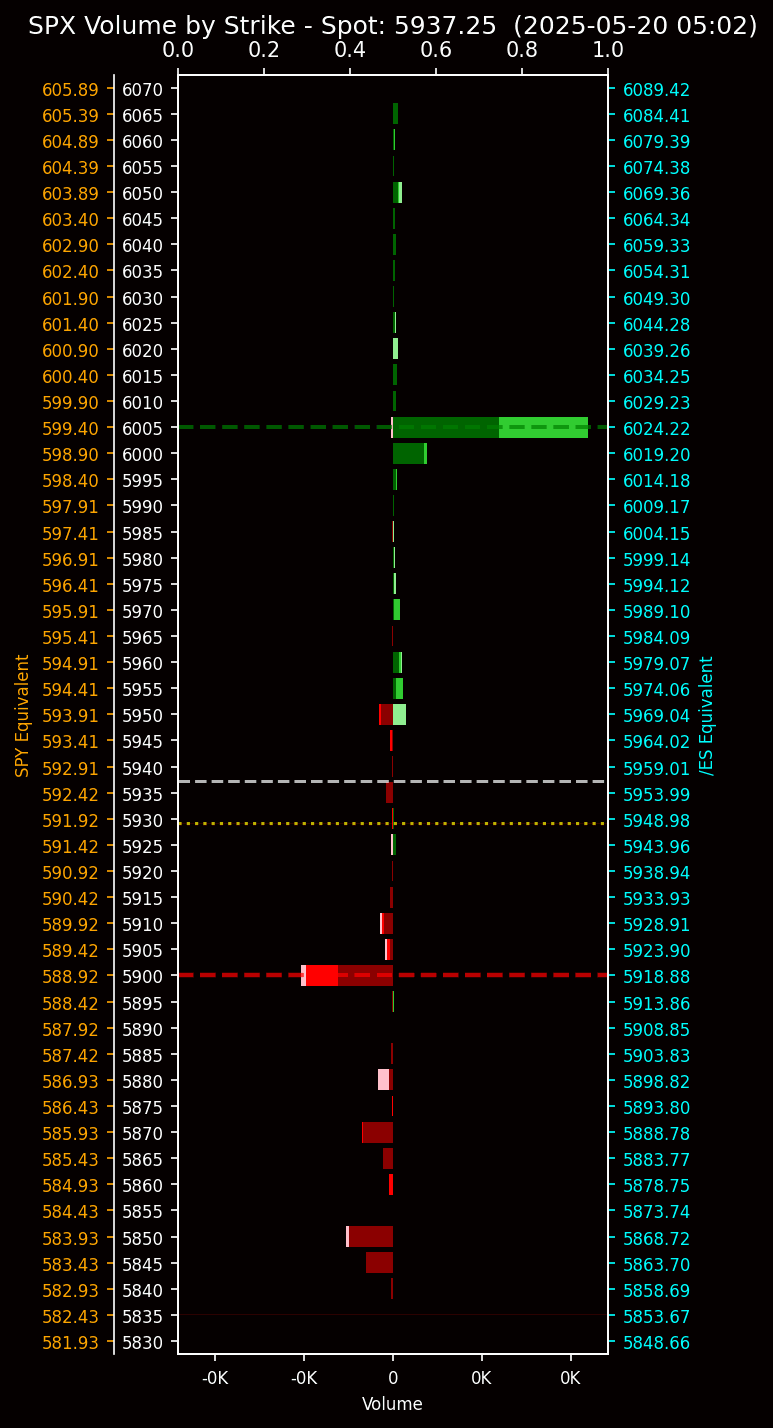 SPX Volume by Strike - Spot: 5937.25  (2025-05-20 05:02)
0.0 0.2 0.4 0.6 0.8 1.0
605.89 6070 6089.42
605.39 6065 6084.41
604.89 6060 6079.39
604.39 6055 6074.38
603.89 6050 6069.36
603.40 6045 6064.34
602.90 6040 6059.33
602.40 6035 6054.31
601.90 6030 6049.30
601.40 6025 6044.28
600.90 6020 6039.26
600.40 6015 6034.25
599.90 6010 6029.23
599.40 6005 6024.22
598.90 6000 6019.20
598.40 5995 6014.18
597.91 5990 6009.17
597.41 5985 6004.15
596.91 5980 5999.14
596.41 5975 5994.12
595.91 5970 5989.10
595.41 5965 5984.09
594.91 5960 5979.07
594.41 5955 5974.06
593.91 5950 5969.04
593.41 5945 5964.02
592.91 5940 5959.01
592.42 5935 5953.99
591.92 5930 5948.98
591.42 5925 5943.96
590.92 5920 5938.94
590.42 5915 5933.93
589.92 5910 5928.91
589.42 5905 5923.90
588.92 5900 5918.88
588.42 5895 5913.86
587.92 5890 5908.85
587.42 5885 5903.83
586.93 5880 5898.82
586.43 5875 5893.80
585.93 5870 5888.78
585.43 5865 5883.77
584.93 5860 5878.75
584.43 5855 5873.74
583.93 5850 5868.72
583.43 5845 5863.70
582.93 5840 5858.69
582.43 5835 5853.67
581.93 5830 5848.66
SPY Equivalent
/ES Equivalent
-0K -0K 0 0K 0K
Volume